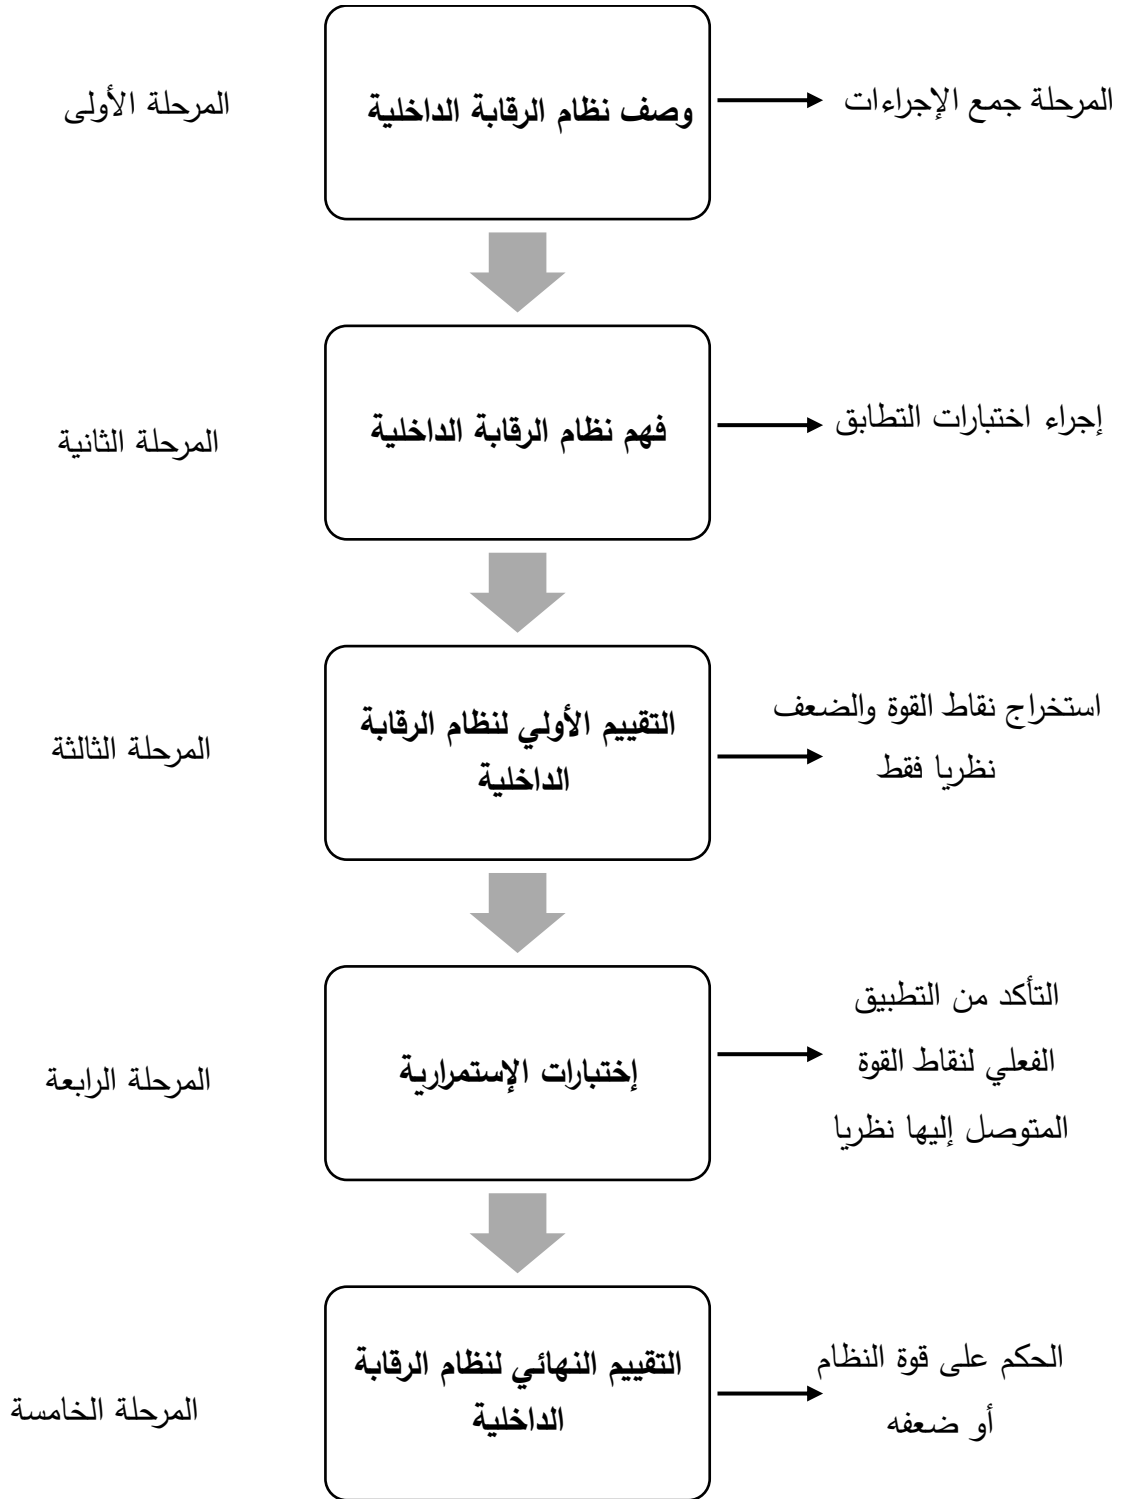 المرحلة جمع الإجراءات
وصف نظام الرقابة الداخلية
المرحلة الأولى
إجراء اختبارات التطابق
فهم نظام الرقابة الداخلية
المرحلة الثانية
استخراج نقاط القوة والضعف
نظريا فقط
التقييم الأولي لنظام الرقابة
الداخلية
المرحلة الثالثة
التأكد من التطبيق
الفعلي لنقاط القوة
المتوصل إليها نظريا
إختبارات الإستمرارية
المرحلة الرابعة
الحكم على قوة النظام
أو ضعفه
التقييم النهائي لنظام الرقابة
الداخلية
المرحلة الخامسة